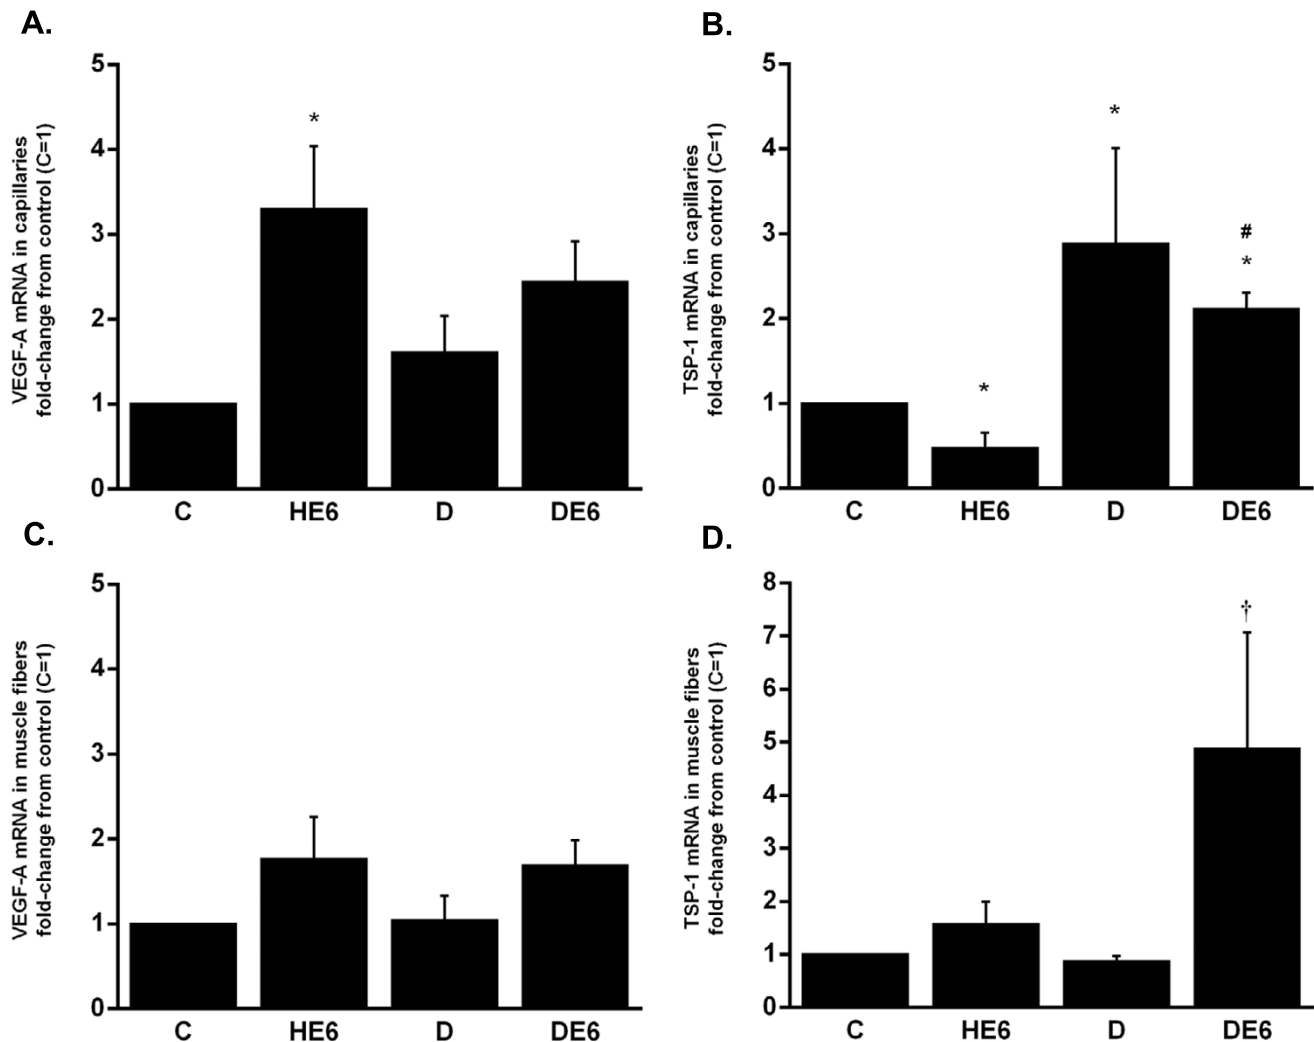 A.
VEGF-A mRNA in capillaries
fold-change from control (C=1)
5
4
3
2
1
0
*
C HE6 D DE6
B.
TSP-1 mRNA in capillaries
fold-change from control (C=1)
5
4
3
2
1
0
*
*
#
*
C HE6 D DE6
C.
VEGF-A mRNA in muscle fibers
fold-change from control (C=1)
5
4
3
2
1
0
C HE6 D DE6
D.
TSP-1 mRNA in muscle fibers
fold-change from control (C=1)
8
7
6
5
4
3
2
1
0
†
C HE6 D DE6